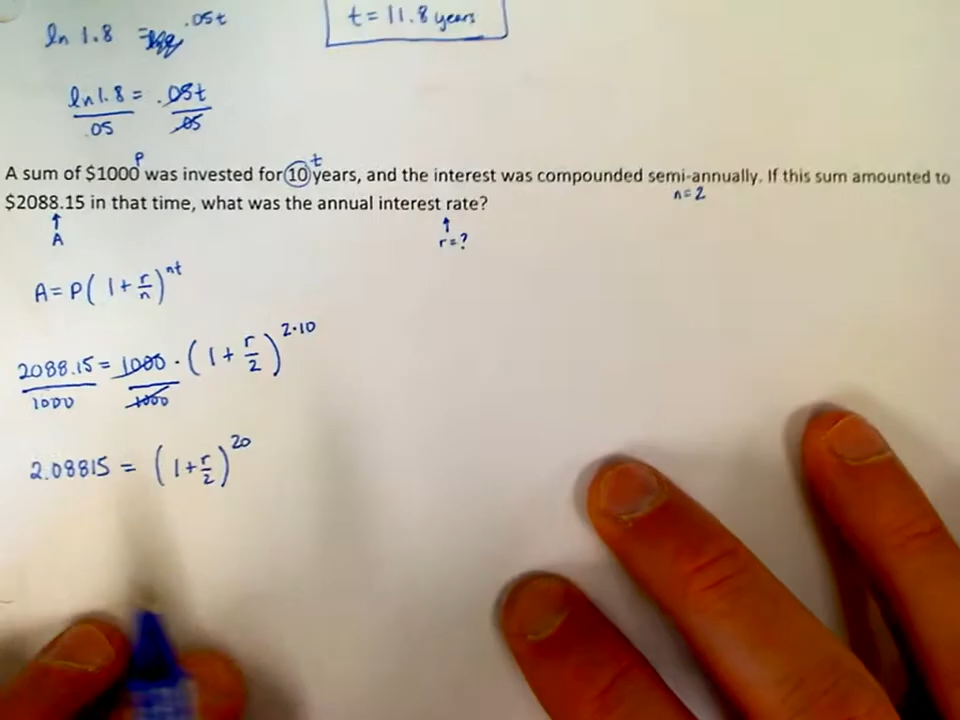 ln 1.8 = .05t
t = 11.8 years
ln 1.8 = .05t
.05 .05
P t
A sum of $1000 was invested for 10 years, and the interest was compounded semi-annually. If this sum amounted to
n=2
$2088.15 in that time, what was the annual interest rate?
↑ ↑
A r=?
A = P(1 + r/n)^nt
2088.15 = 1000 · (1 + r/2)^2·10
1000 1000
2.08815 = (1 + r/2)^20